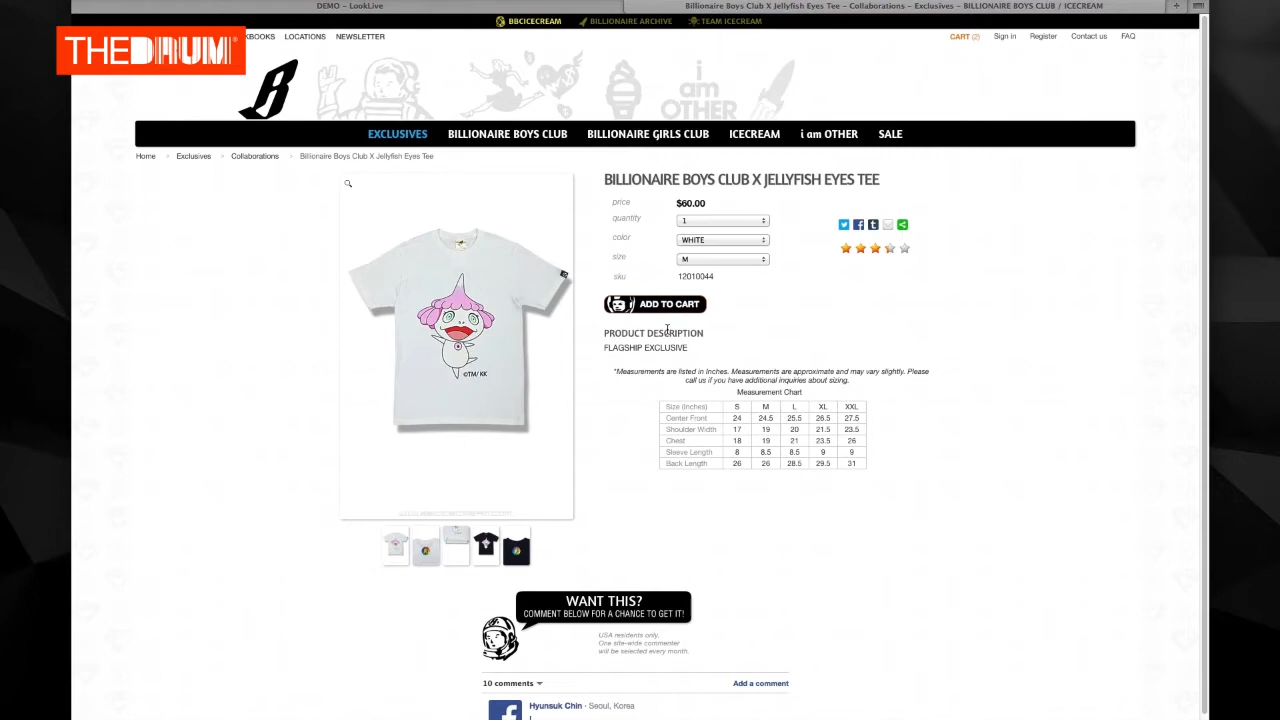 DEMO – LookLive
Billionaire Boys Club X Jellyfish Eyes Tee – Collaborations – Exclusives – BILLIONAIRE BOYS CLUB / ICECREAM
BBCICECREAM BILLIONAIRE ARCHIVE TEAM ICECREAM
THE DRUM
KBOOKS LOCATIONS NEWSLETTER
CART (2) Sign in Register Contact us FAQ
i am OTHER
EXCLUSIVES BILLIONAIRE BOYS CLUB BILLIONAIRE GIRLS CLUB ICECREAM i am OTHER SALE
Home Exclusives Collaborations Billionaire Boys Club X Jellyfish Eyes Tee
BILLIONAIRE BOYS CLUB X JELLYFISH EYES TEE
price $60.00
quantity 1
color WHITE
size M
sku 12010044
ADD TO CART
©TM/KK
PRODUCT DESCRIPTION
FLAGSHIP EXCLUSIVE
*Measurements are listed in Inches. Measurements are approximate and may vary slightly. Please
call us if you have additional inquiries about sizing.
Measurement Chart
Size (Inches) S M L XL XXL
Center Front 24 24.5 25.5 26.5 27.5
Shoulder Width 17 19 20 21.5 23.5
Chest 18 19 21 23.5 26
Sleeve Length 8 8.5 8.5 9 9
Back Length 26 26 28.5 29.5 31
WANT THIS?
COMMENT BELOW FOR A CHANCE TO GET IT!
USA residents only.
One site-wide commenter
will be selected every month.
10 comments Add a comment
Hyunsuk Chin · Seoul, Korea